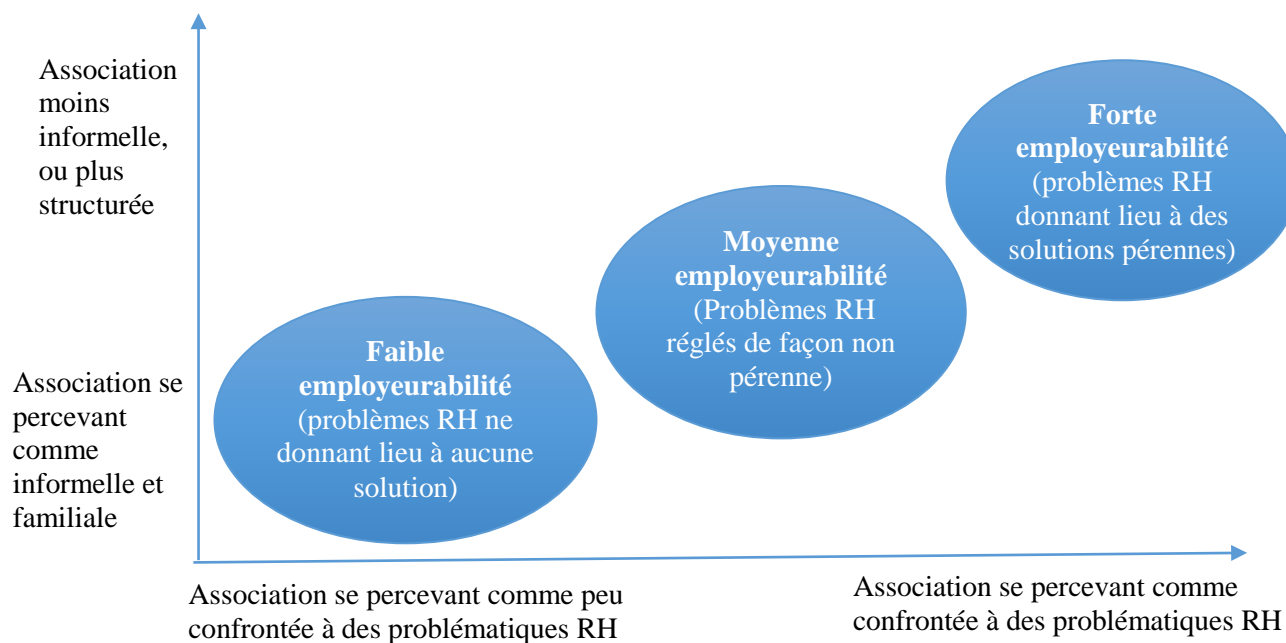 Association
moins
informelle,
ou plus
structurée
Forte
employeurabilité
(problèmes RH
donnant lieu à des
solutions pérennes)
Moyenne
employeurabilité
(Problèmes RH
réglés de façon non
pérenne)
Faible
employeurabilité
(problèmes RH ne
donnant lieu à aucune
solution)
Association se
percevant
comme
informelle et
familiale
Association se percevant comme peu
confrontée à des problématiques RH
Association se percevant comme
confrontée à des problématiques RH